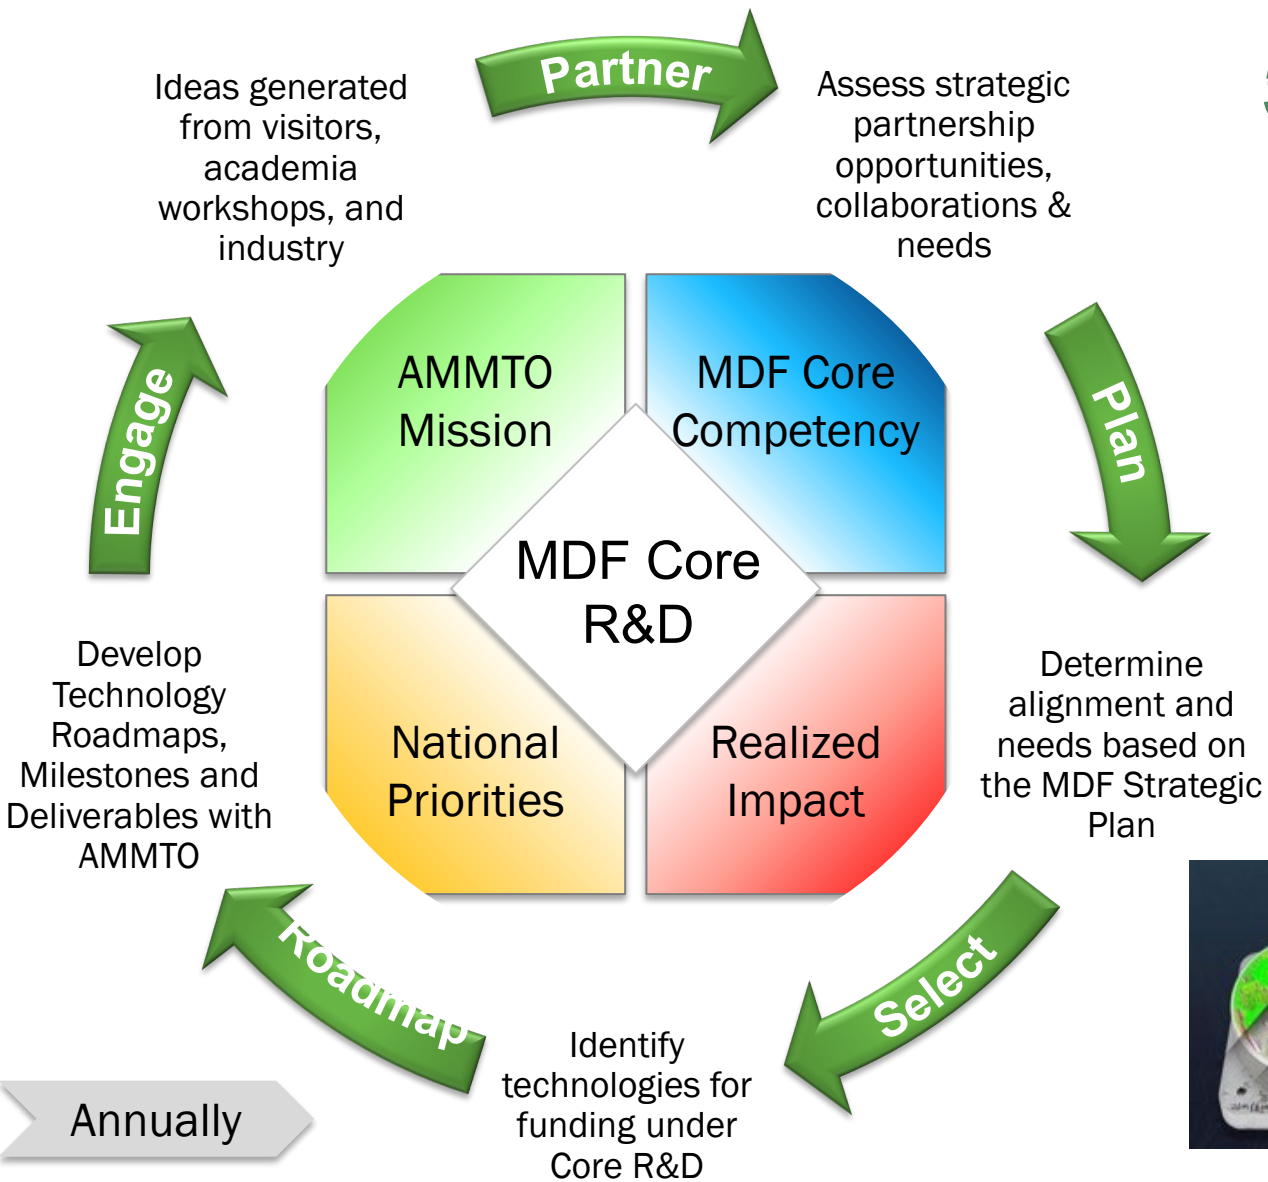 Partner
Ideas generated
from visitors,
academia
workshops, and
industry
Assess strategic
partnership
opportunities,
collaborations &
needs
Engage
Plan
AMMTO
Mission
MDF Core
Competency
MDF Core
R&D
National
Priorities
Realized
Impact
Develop
Technology
Roadmaps,
Milestones and
Deliverables with
AMMTO
Determine
alignment and
needs based on
the MDF Strategic
Plan
Roadmap
Select
Identify
technologies for
funding under
Core R&D
Annually